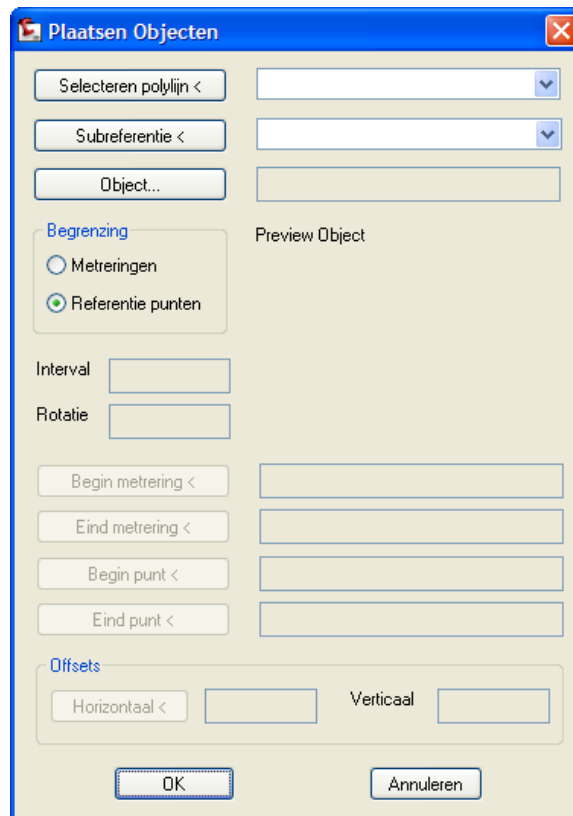 Plaatsen Objecten
Selecteren polylijn <
Subreferentie <
Object...
Begrenzing
Preview Object
Metreringen
Referentie punten
Interval
Rotatie
Begin metrering <
Eind metrering <
Begin punt <
Eind punt <
Offsets
Horizontaal <
Verticaal
OK
Annuleren